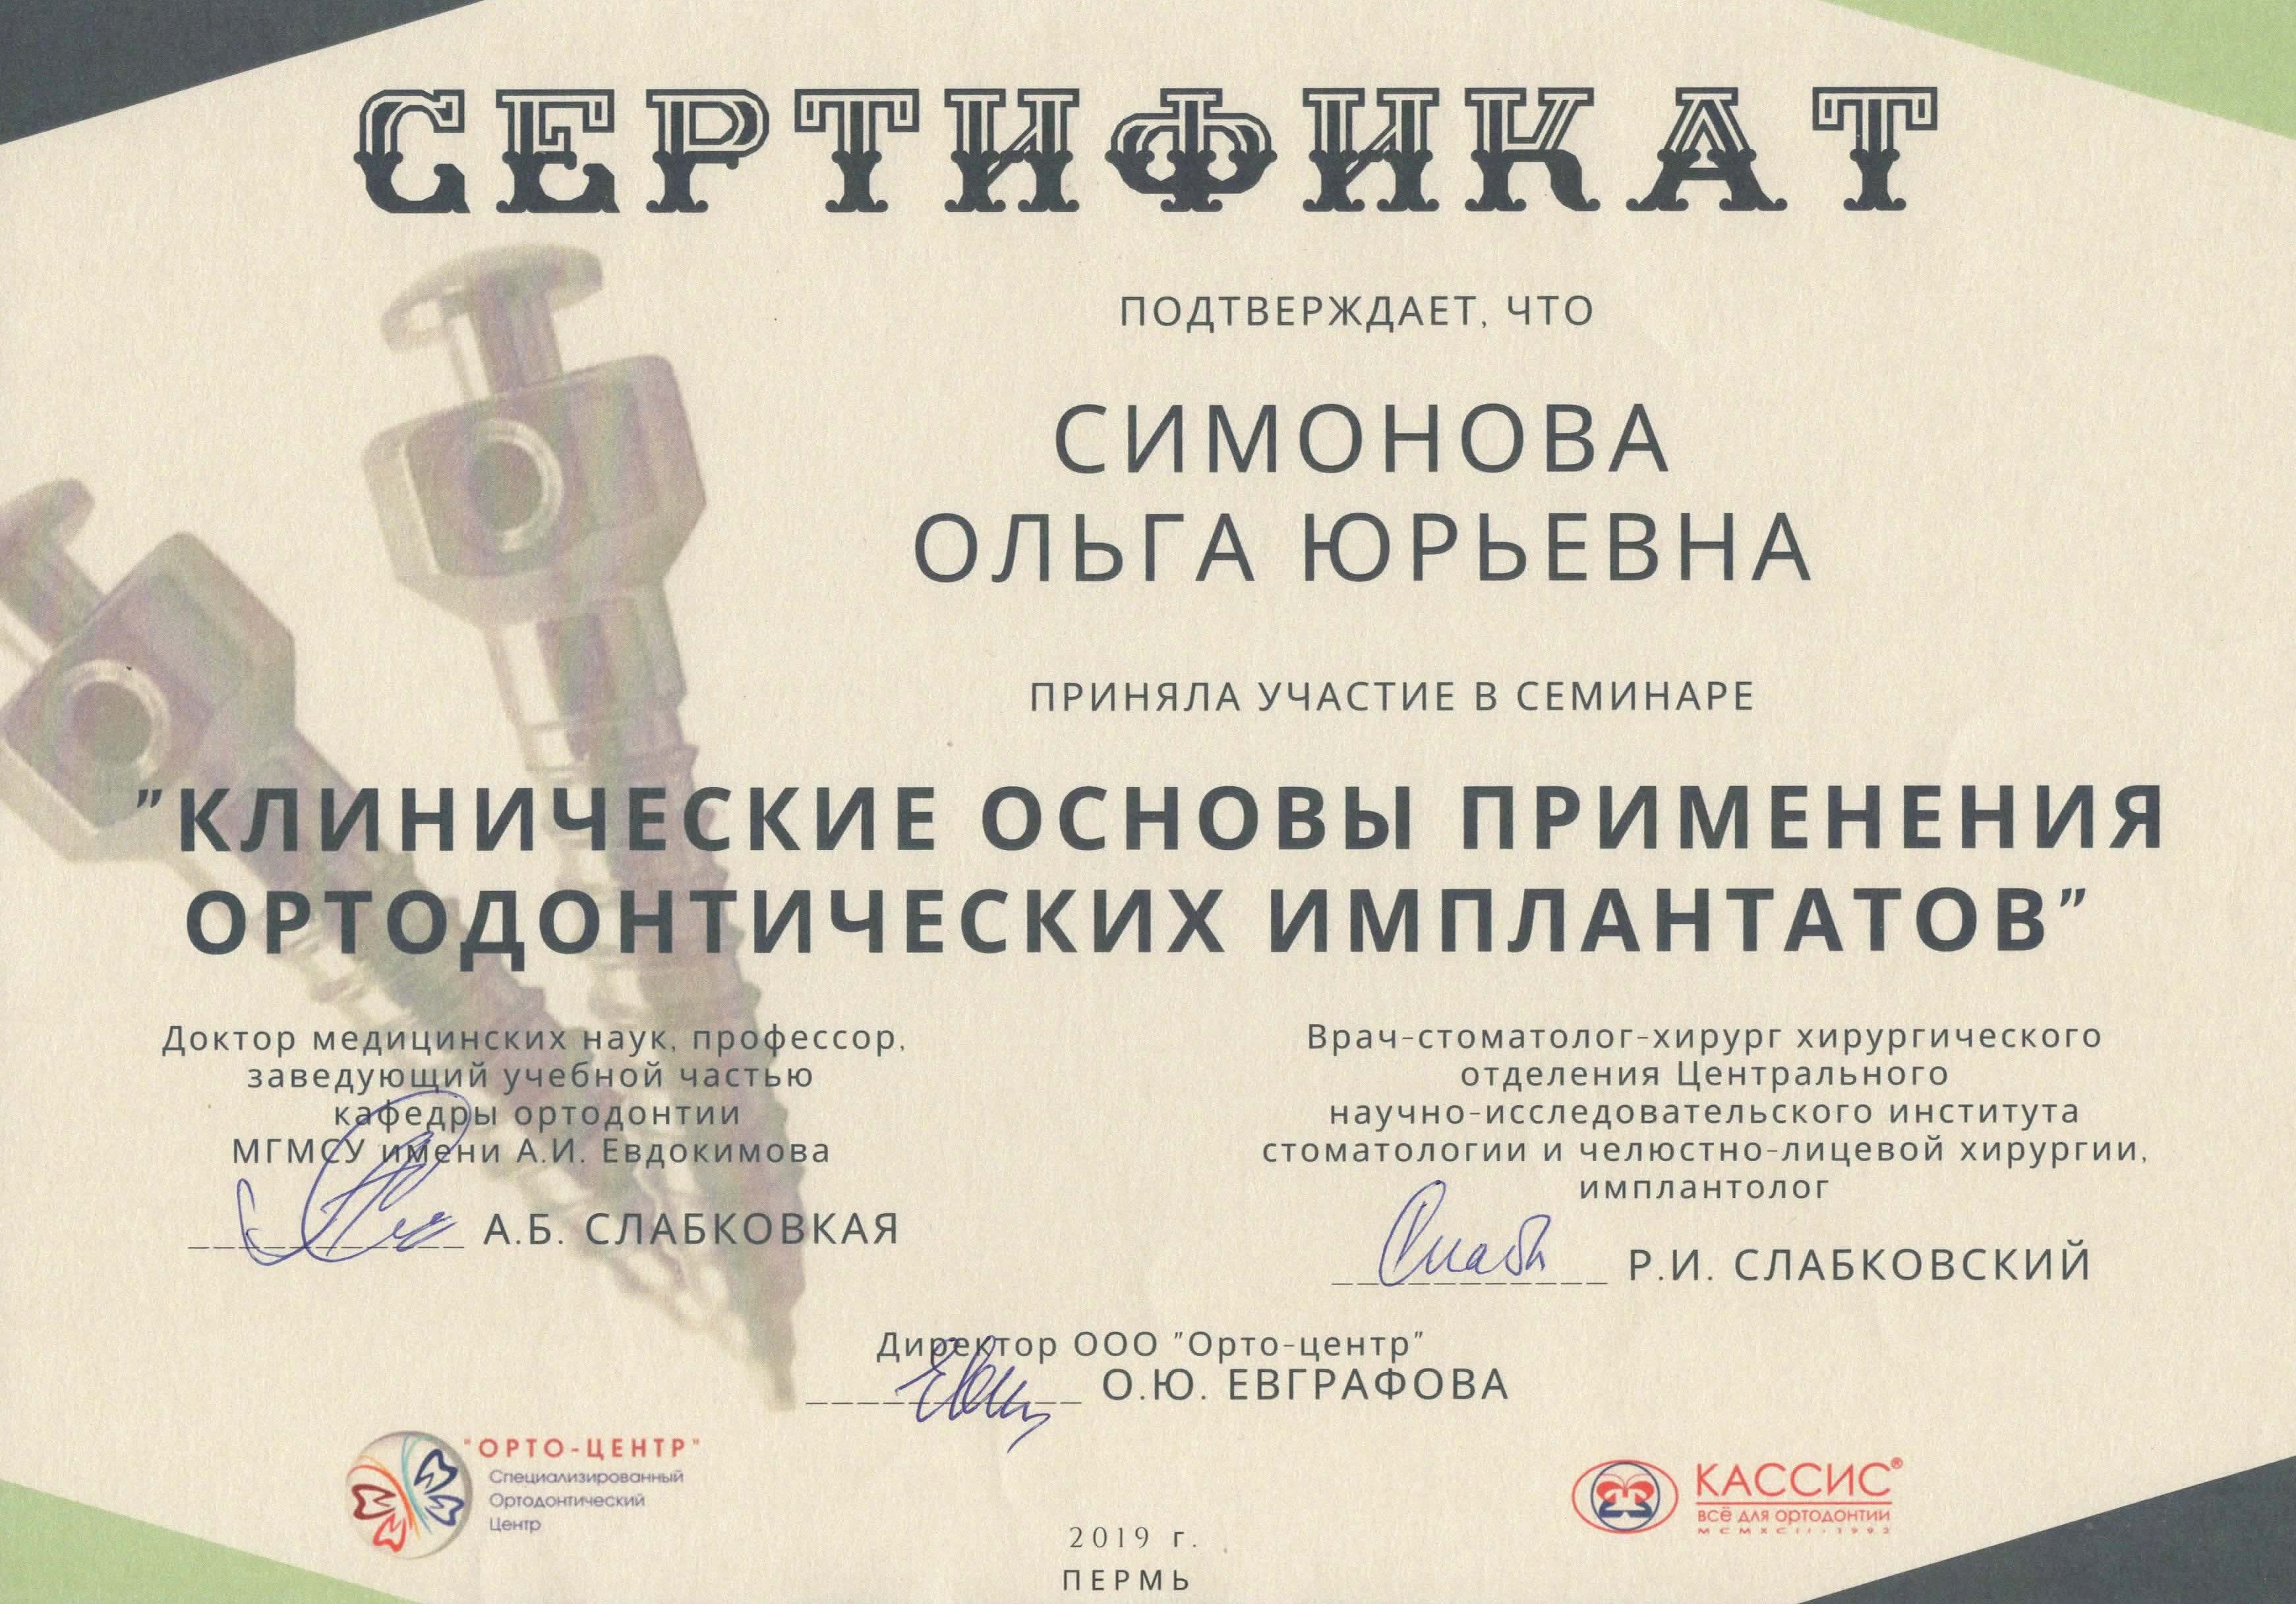 СЕРТИФИКАТ
ПОДТВЕРЖДАЕТ, ЧТО
СИМОНОВА
ОЛЬГА ЮРЬЕВНА
ПРИНЯЛА УЧАСТИЕ В СЕМИНАРЕ
"КЛИНИЧЕСКИЕ ОСНОВЫ ПРИМЕНЕНИЯ
ОРТОДОНТИЧЕСКИХ ИМПЛАНТАТОВ"
Доктор медицинских наук, профессор,
заведующий учебной частью
кафедры ортодонтии
МГМСУ имени А.И. Евдокимова
А.Б. СЛАБКОВКАЯ
Врач-стоматолог-хирург хирургического
отделения Центрального
научно-исследовательского института
стоматологии и челюстно-лицевой хирургии,
имплантолог
Р.И. СЛАБКОВСКИЙ
Директор ООО "Орто-центр"
О.Ю. ЕВГРАФОВА
"ОРТО-ЦЕНТР"
Специализированный
Ортодонтический
Центр
КАССИС®
ВСЁ ДЛЯ ОРТОДОНТИИ
MCMXCII-1992
2019 г.
ПЕРМЬ